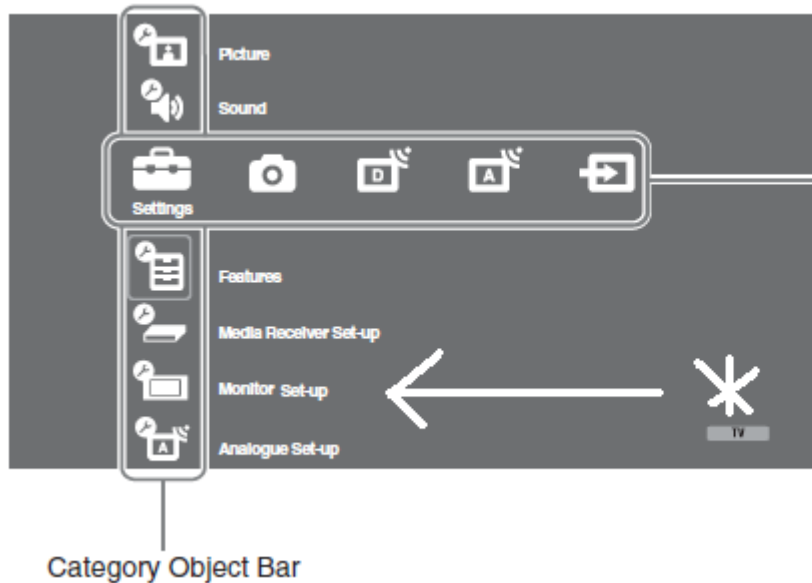 Picture
Sound
D
A
Settings
Features
Media Receiver Set-up
Monitor Set-up
A
Analogue Set-up
TV
Category Object Bar